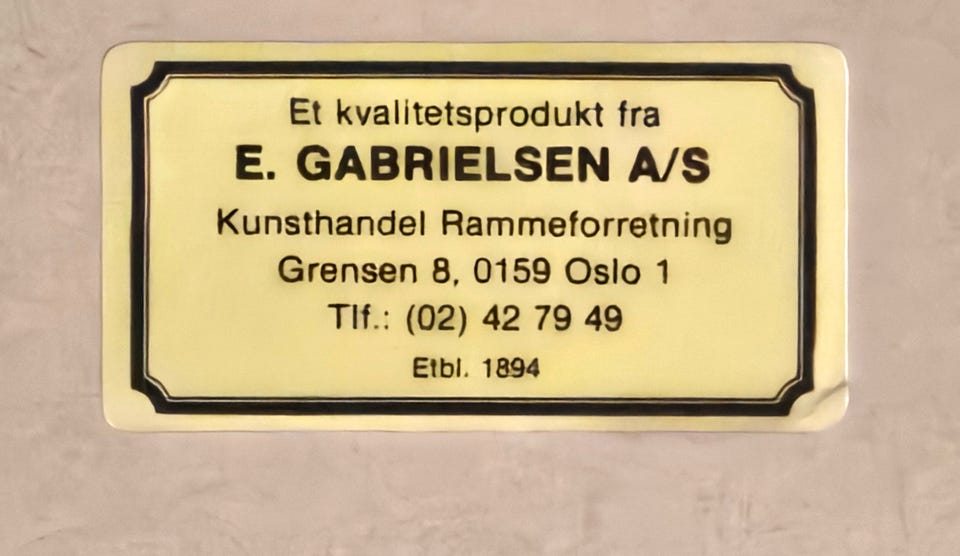 Et kvalitetsprodukt fra
E. GABRIELSEN A/S
Kunsthandel Rammeforretning
Grensen 8, 0159 Oslo 1
Tlf.: (02) 42 79 49
Etbl. 1894